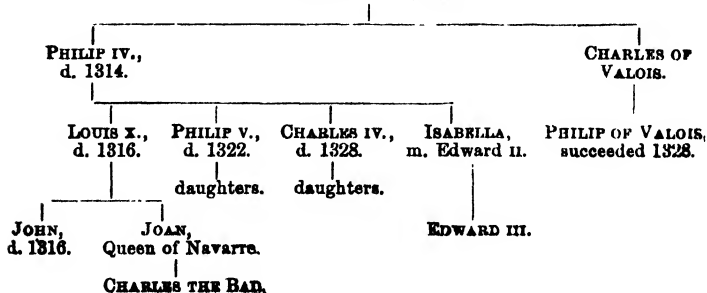 PHILIP IV., CHARLES OF
d. 1314. VALOIS.
LOUIS X., PHILIP V., CHARLES IV., ISABELLA, PHILIP OF VALOIS,
d. 1316. d. 1322. d. 1328. m. Edward II. succeeded 1328.
daughters. daughters.
JOHN, JOAN, EDWARD III.
d. 1316. Queen of Navarre.
CHARLES THE BAD.